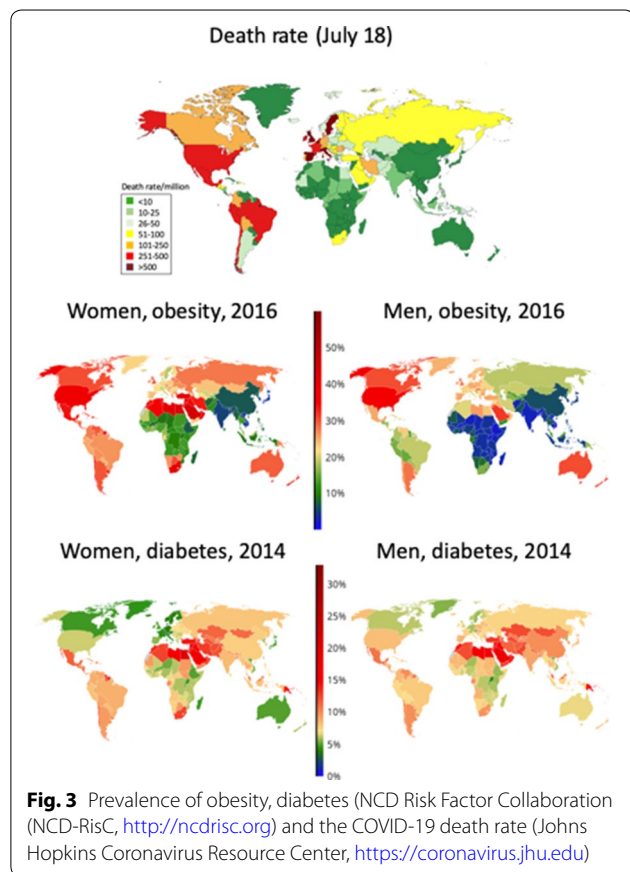 Death rate (July 18)
Death rate/million
<10
10-25
26-50
51-100
101-250
251-500
>500
Women, obesity, 2016
Men, obesity, 2016
50%
40%
30%
20%
10%
Women, diabetes, 2014
Men, diabetes, 2014
30%
25%
20%
15%
10%
5%
0%
Fig. 3 Prevalence of obesity, diabetes (NCD Risk Factor Collaboration
(NCD-RisC, http://ncdrisc.org) and the COVID-19 death rate (Johns
Hopkins Coronavirus Resource Center, https://coronavirus.jhu.edu)